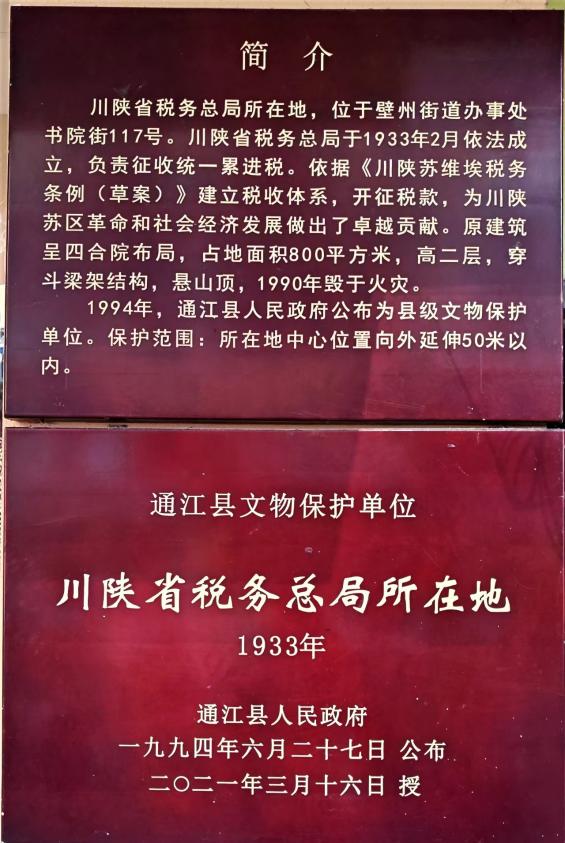 简 介
川陕省税务总局所在地，位于壁州街道办事处
书院街117号。川陕省税务总局于1933年2月依法成
立，负责征收统一累进税。依据《川陕苏维埃税务
条例（草案）》建立税收体系，开征税款，为川陕
苏区革命和社会经济发展做出了卓越贡献。原建筑
呈四合院布局，占地面积800平方米，高二层，穿
斗梁架结构，悬山顶，1990年毁于火灾。
1994年，通江县人民政府公布为县级文物保护
单位。保护范围：所在地中心位置向外延伸50米以
内。
通江县文物保护单位
川陕省税务总局所在地
1933年
通江县人民政府
一九九四年六月二十七日 公布
二〇二一年三月十六日 授